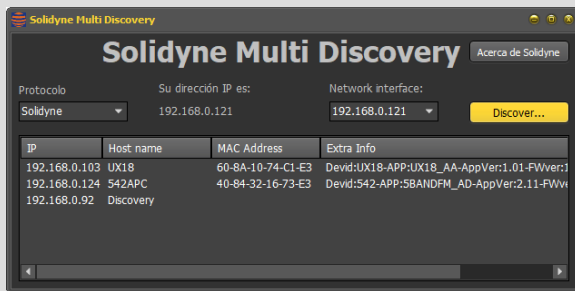 Solidyne Multi Discovery
Solidyne Multi Discovery
Acerca de Solidyne
Protocolo
Su dirección IP es:
Network interface:
Solidyne
192.168.0.121
192.168.0.121
Discover...
IP Host name MAC Address Extra Info
192.168.0.103 UX18 60-8A-10-74-C1-E3 Devid:UX18-APP:UX18_AA-AppVer:1.01-FWver:1
192.168.0.124 542APC 40-84-32-16-73-E3 Devid:542-APP:5BANDFM_AD-AppVer:2.11-FWve
192.168.0.92 Discovery